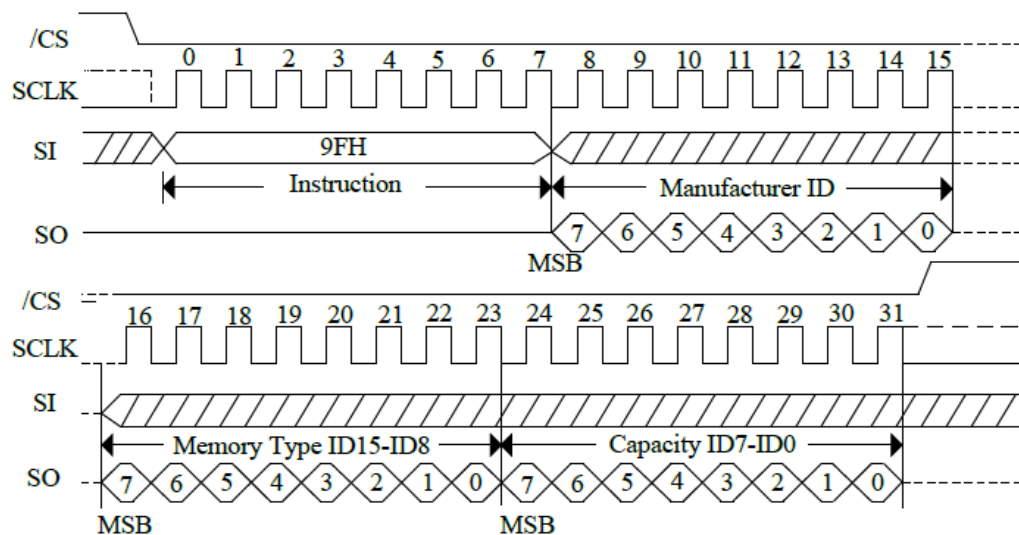 /CS
0 1 2 3 4 5 6 7 8 9 10 11 12 13 14 15
SCLK
SI 9FH
Instruction Manufacturer ID
SO 7 6 5 4 3 2 1 0
MSB
/CS
16 17 18 19 20 21 22 23 24 25 26 27 28 29 30 31
SCLK
SI
Memory Type ID15-ID8 Capacity ID7-ID0
SO 7 6 5 4 3 2 1 0 7 6 5 4 3 2 1 0
MSB MSB